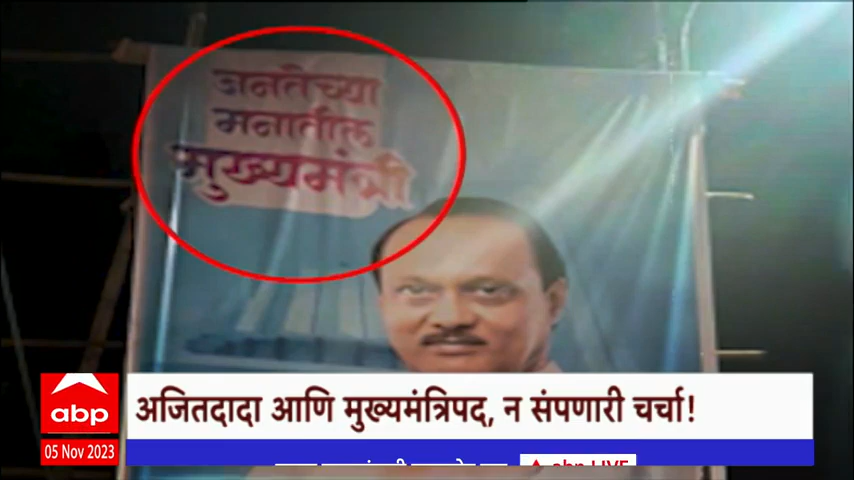 जनतेच्या
मनातील
मुख्यमंत्री
अजितदादा आणि मुख्यमंत्रिपद, न संपणारी चर्चा!
abp
05 Nov 2023
abp LIVE